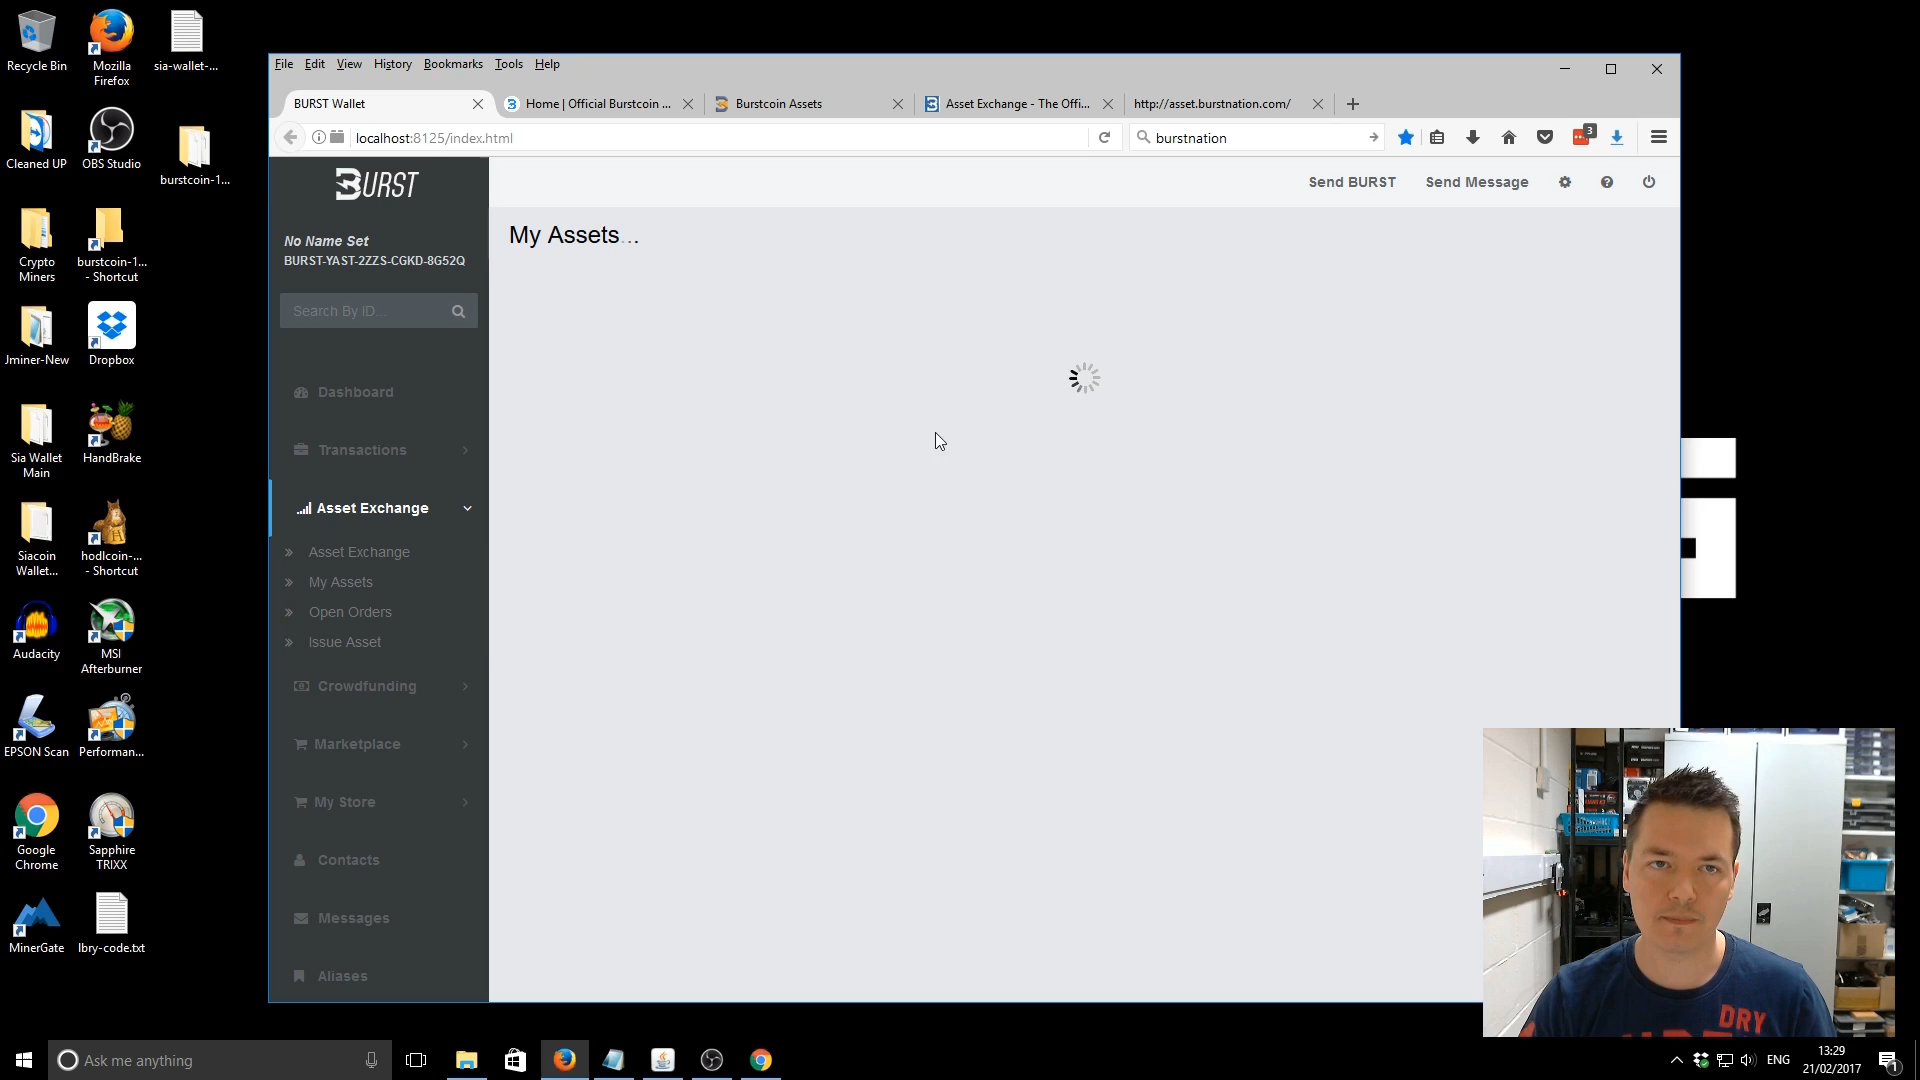 Recycle Bin
Mozilla
Firefox
sia-wallet-...
Cleaned UP
OBS Studio
burstcoin-1...
Crypto
Miners
burstcoin-1...
- Shortcut
Jminer-New
Dropbox
Sia Wallet
Main
HandBrake
Siacoin
Wallet...
hodlcoin-...
- Shortcut
Audacity
MSI
Afterburner
EPSON Scan
Performan...
Google
Chrome
Sapphire
TRIXX
MinerGate
lbry-code.txt
File Edit View History Bookmarks Tools Help
BURST Wallet
Home | Official Burstcoin ...
Burstcoin Assets
Asset Exchange - The Offi...
http://asset.burstnation.com/
localhost:8125/index.html
burstnation
3
BURST
Send BURST
Send Message
No Name Set
BURST-YAST-2ZZS-CGKD-8G52Q
Search By ID...
My Assets...
Dashboard
Transactions
Asset Exchange
Asset Exchange
My Assets
Open Orders
Issue Asset
Crowdfunding
Marketplace
My Store
Contacts
Messages
Aliases
DRY
Ask me anything
ENG
13:29
21/02/2017
1